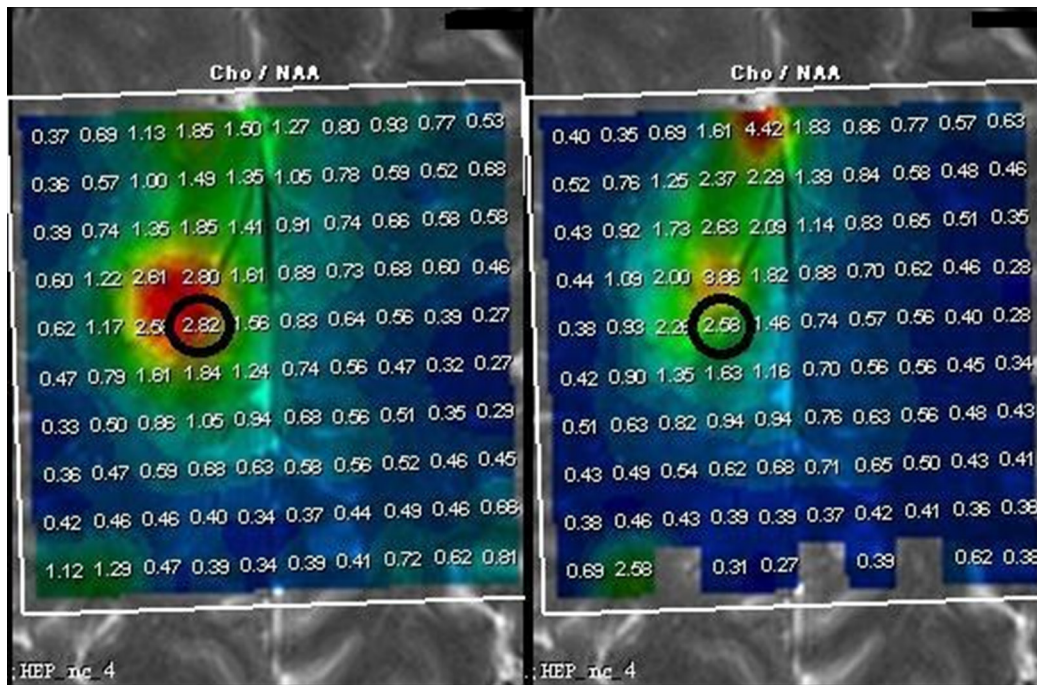 Cho / NAA
0.37 0.69 1.13 1.85 1.50 1.27 0.80 0.93 0.77 0.53
0.36 0.57 1.00 1.49 1.35 1.05 0.78 0.59 0.52 0.68
0.39 0.74 1.35 1.85 1.41 0.91 0.74 0.66 0.58 0.58
0.60 1.22 2.61 2.80 1.61 0.89 0.73 0.68 0.60 0.46
0.62 1.17 2.82 1.56 0.83 0.64 0.56 0.39 0.27
0.47 0.79 1.61 1.84 1.24 0.74 0.56 0.47 0.32 0.27
0.33 0.50 0.86 1.05 0.94 0.68 0.56 0.51 0.35 0.29
0.36 0.47 0.59 0.68 0.63 0.58 0.56 0.52 0.46 0.45
0.42 0.46 0.46 0.40 0.34 0.37 0.44 0.49 0.46 0.66
1.12 1.29 0.47 0.39 0.34 0.39 0.41 0.72 0.62 0.81
;HEP_nc_4
Cho / NAA
0.40 0.35 0.69 1.61 4.42 1.83 0.86 0.77 0.57 0.63
0.52 0.76 1.25 2.37 2.29 1.39 0.84 0.58 0.48 0.46
0.43 0.92 1.73 2.63 2.09 1.14 0.83 0.65 0.51 0.35
0.44 1.09 2.00 3.86 1.82 0.88 0.70 0.62 0.46 0.28
0.38 0.93 2.58 1.46 0.74 0.57 0.56 0.40 0.28
0.42 0.90 1.35 1.63 1.16 0.70 0.56 0.56 0.45 0.34
0.51 0.63 0.82 0.94 0.94 0.76 0.63 0.56 0.48 0.43
0.43 0.49 0.54 0.62 0.68 0.71 0.65 0.50 0.43 0.41
0.38 0.46 0.43 0.39 0.39 0.37 0.42 0.41 0.36 0.38
0.69 2.58 0.31 0.27 0.39 0.62 0.38
;HEP_nc_4